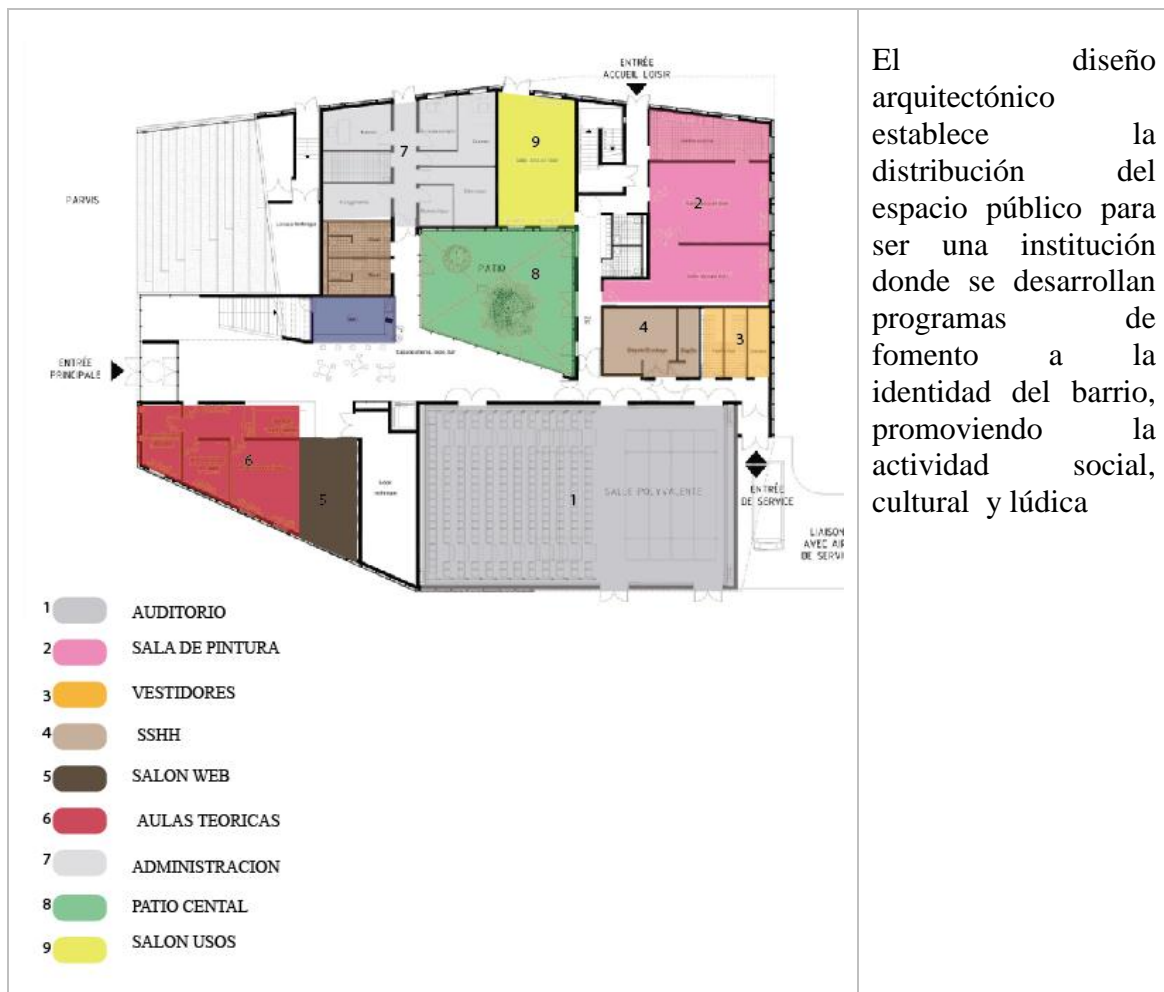 ENTRÉE
ACCUEIL LOISIR
9
7
PARVIS
2
PATIO
8
4
3
ENTRÉE
PRINCIPALE
6
5
1
SALLE POLYVALENTE
ENTRÉE
DE SERVICE
LIAISON
AVEC AIR
DE SERVI
1 AUDITORIO
2 SALA DE PINTURA
3 VESTIDORES
4 SSHH
5 SALON WEB
6 AULAS TEORICAS
7 ADMINISTRACION
8 PATIO CENTAL
9 SALON USOS
El diseño
arquitectónico
establece la
distribución del
espacio público para
ser una institución
donde se desarrollan
programas de
fomento a la
identidad del barrio,
promoviendo la
actividad social,
cultural y lúdica